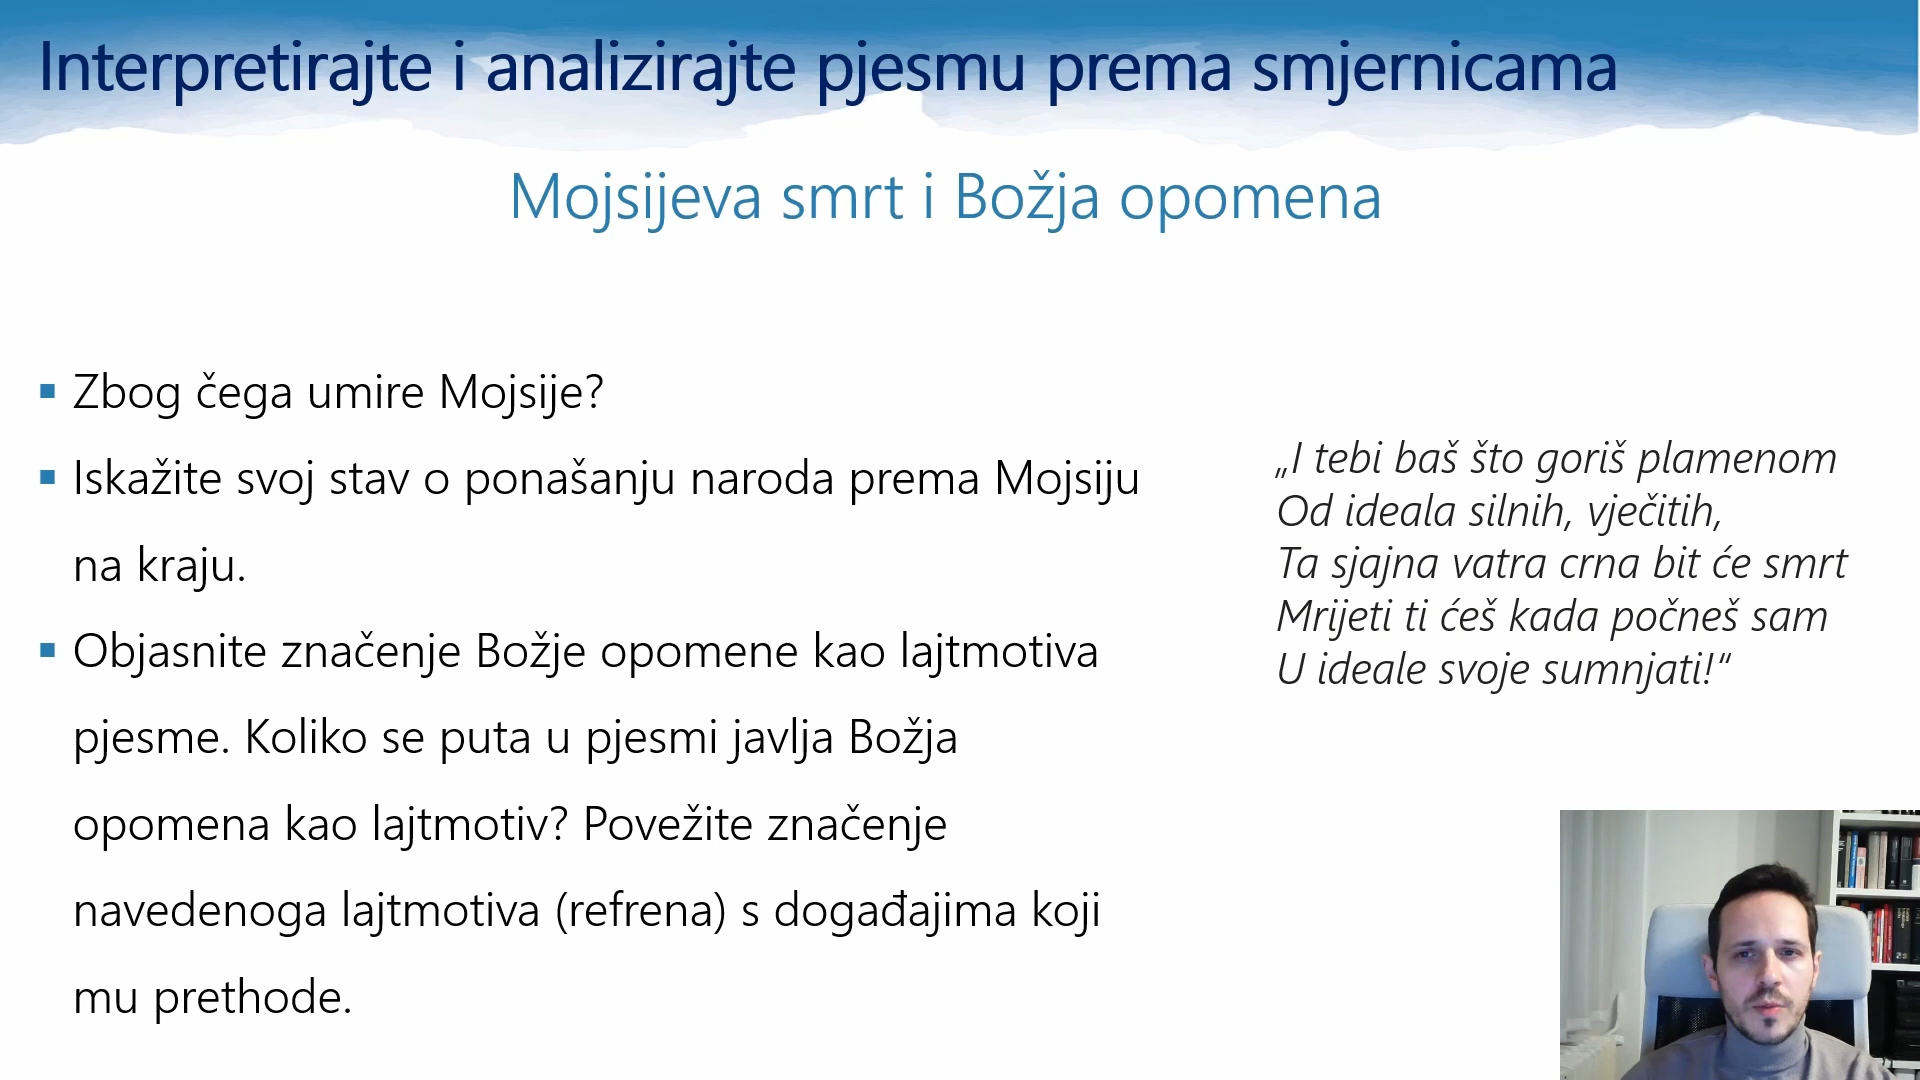 Interpretirajte i analizirajte pjesmu prema smjernicama
Mojsijeva smrt i Božja opomena
▪ Zbog čega umire Mojsije?
▪ Iskažite svoj stav o ponašanju naroda prema Mojsiju
na kraju.
▪ Objasnite značenje Božje opomene kao lajtmotiva
pjesme. Koliko se puta u pjesmi javlja Božja
opomena kao lajtmotiv? Povežite značenje
navedenoga lajtmotiva (refrena) s događajima koji
mu prethode.
„I tebi baš što goriš plamenom
Od ideala silnih, vječitih,
Ta sjajna vatra crna bit će smrt
Mrijeti ti ćeš kada počneš sam
U ideale svoje sumnjati!“